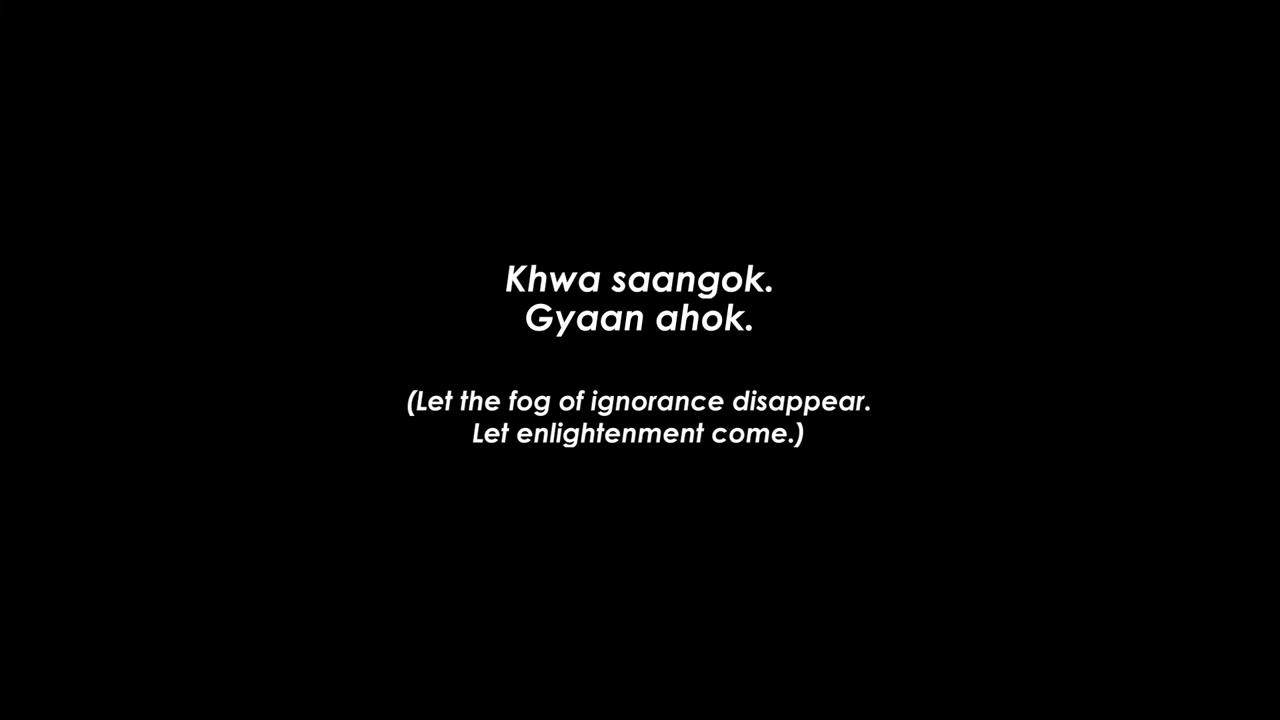 Khwa saangok.
Gyaan ahok.
(Let the fog of ignorance disappear.
Let enlightenment come.)